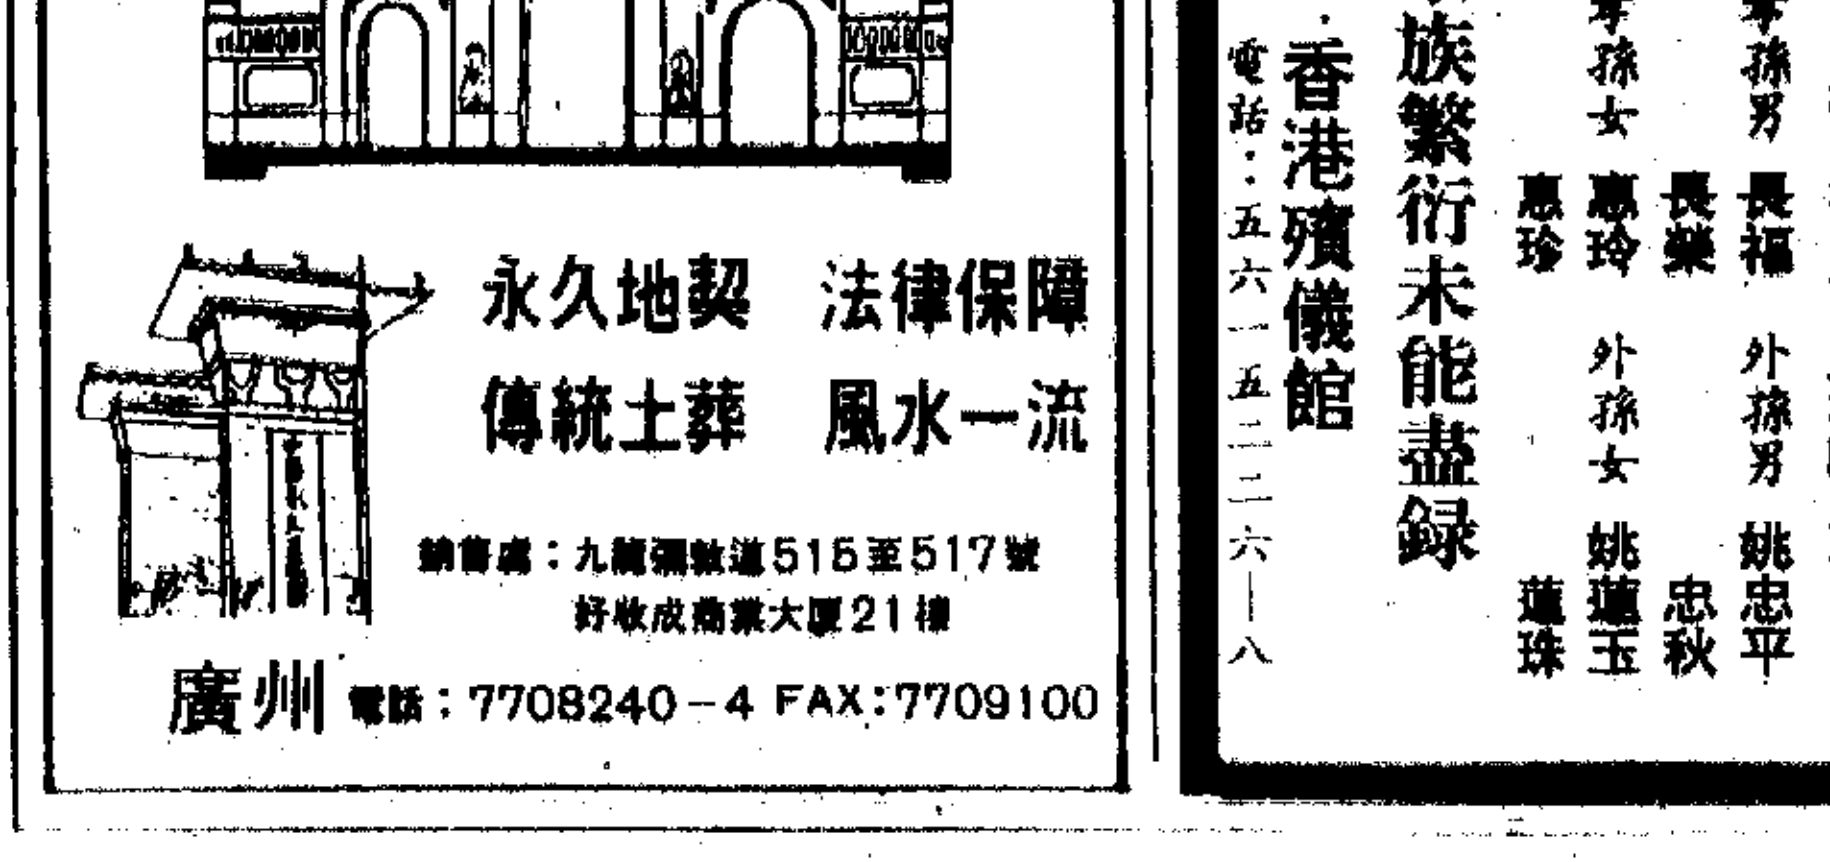 孫男 長福 外孫男 姚忠平
長榮 忠秋
孫女 惠玲 外孫女 姚蓮玉
惠珍 蓮珠
族繁衍未能盡録
香港殯儀館
電話：五六一五二二六—八
永久地契 法律保障
傳統土葬 風水一流
銷售處：九龍彌敦道515至517號
好收成商業大廈21樓
廣州 電話：7708240-4 FAX:7709100